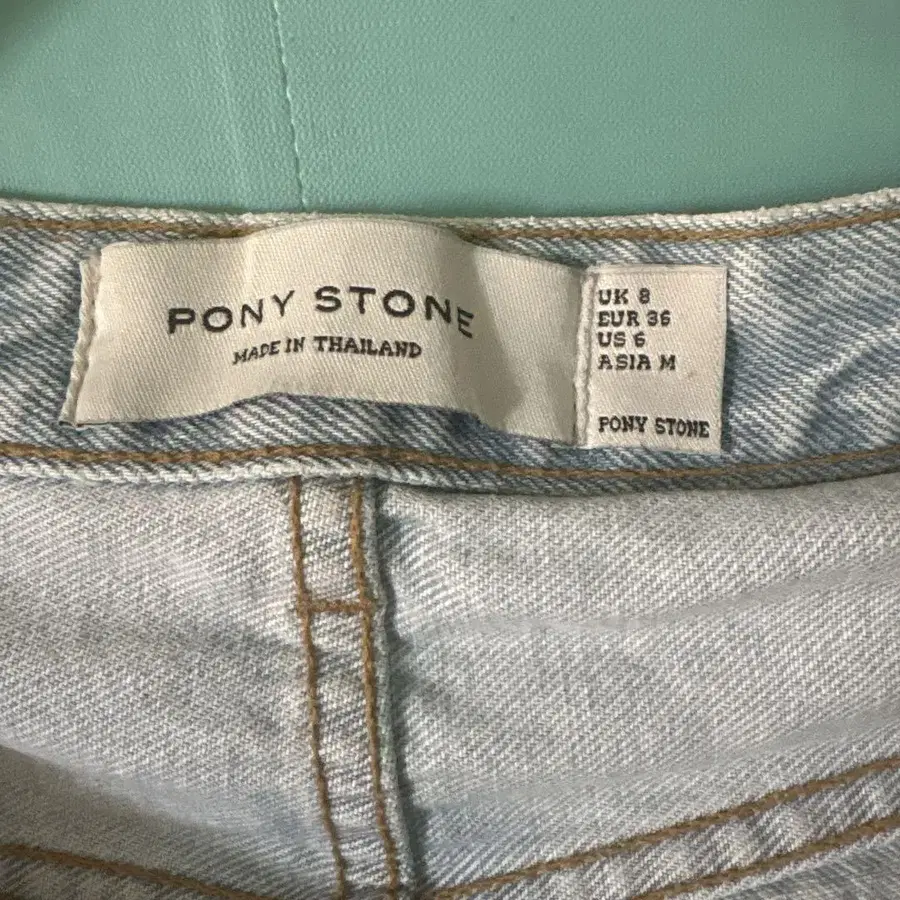 PONY STONE
MADE IN THAILAND
UK 8
EUR 36
US 6
ASIA M
PONY STONE